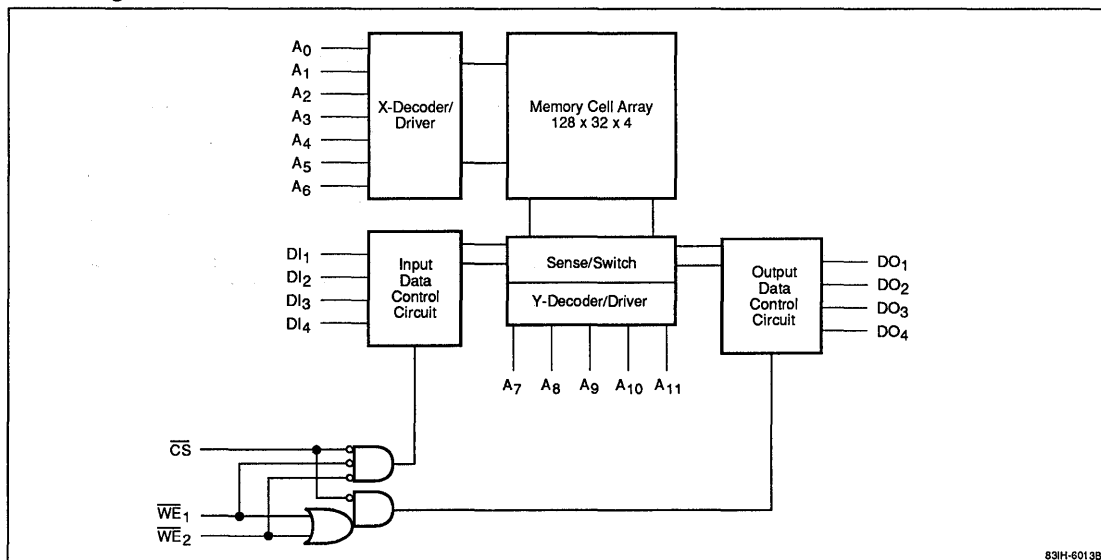 A0
A1
A2
A3
A4
A5
A6
X-Decoder/
Driver
Memory Cell Array
128 x 32 x 4
DI1
DI2
DI3
DI4
Input
Data
Control
Circuit
Sense/Switch
Y-Decoder/Driver
Output
Data
Control
Circuit
DO1
DO2
DO3
DO4
A7 A8 A9 A10 A11
CS
WE1
WE2
83IH-6013B